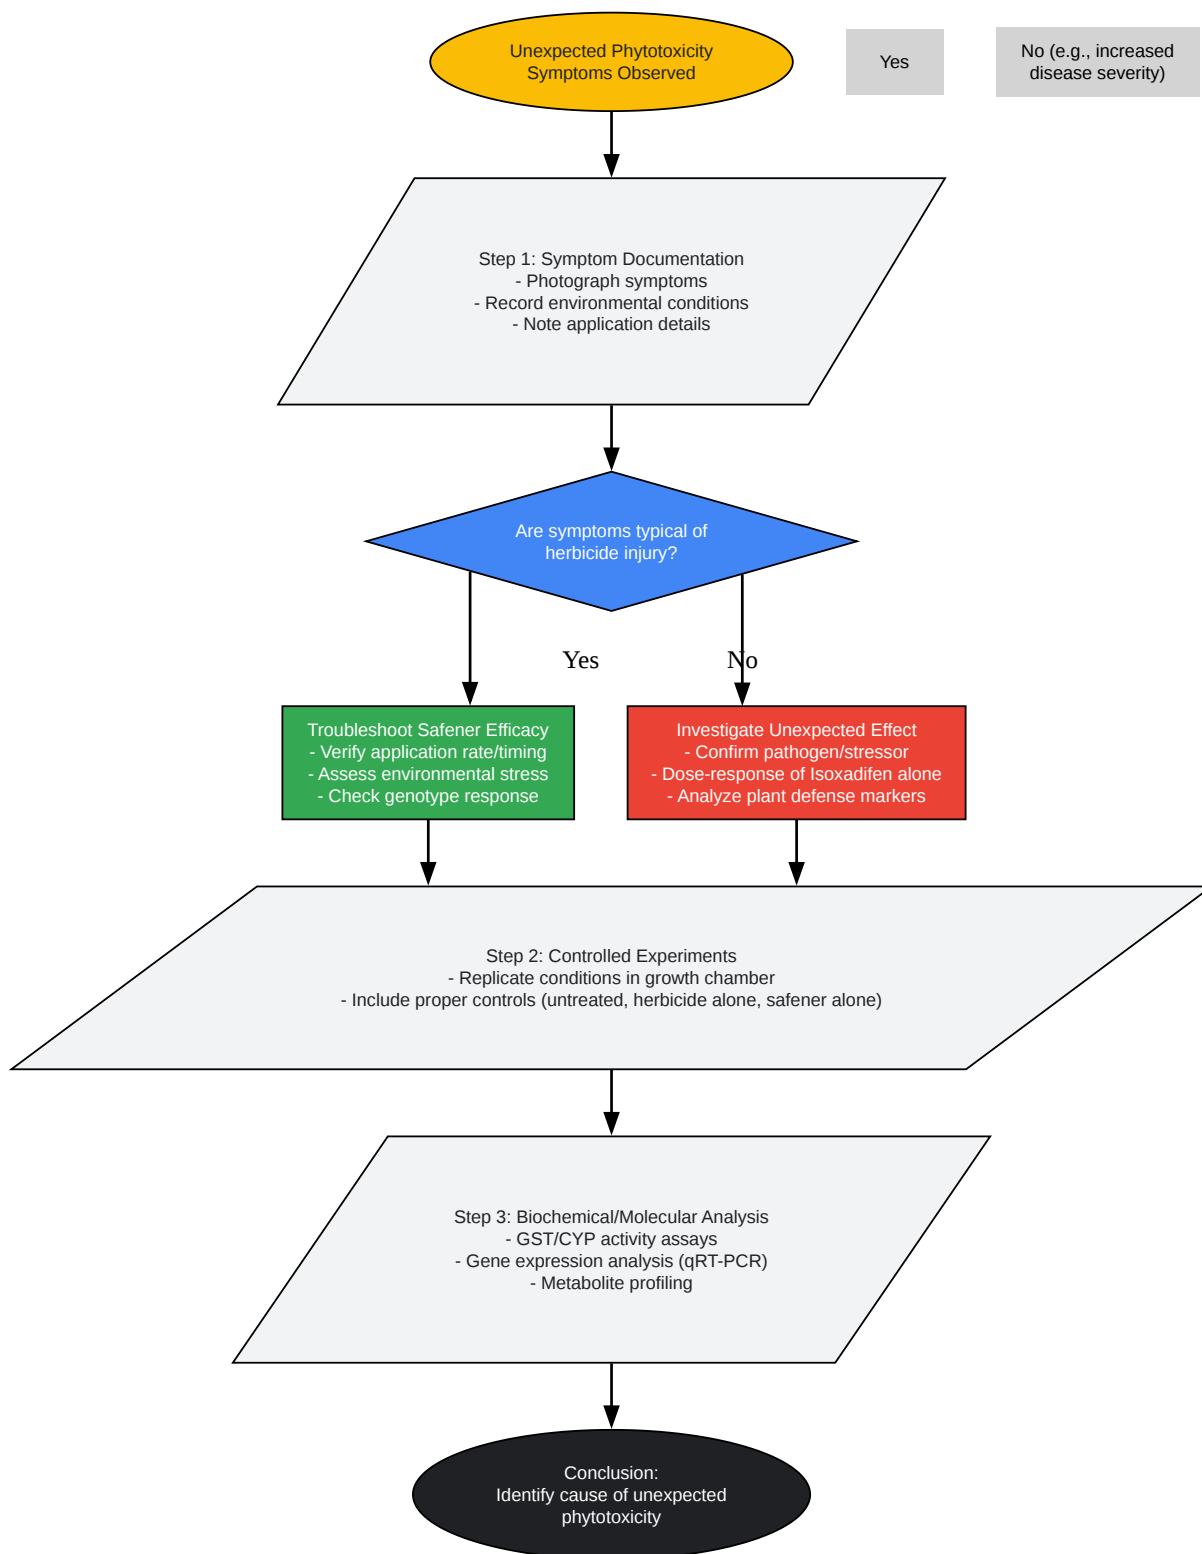 Unexpected Phytotoxicity
Symptoms Observed
Yes
No (e.g., increased
disease severity)
Step 1: Symptom Documentation
- Photograph symptoms
- Record environmental conditions
- Note application details
Are symptoms typical of
herbicide injury?
Yes
No
Troubleshoot Safener Efficacy
- Verify application rate/timing
- Assess environmental stress
- Check genotype response
Investigate Unexpected Effect
- Confirm pathogen/stressor
- Dose-response of Isoxadifen alone
- Analyze plant defense markers
Step 2: Controlled Experiments
- Replicate conditions in growth chamber
- Include proper controls (untreated, herbicide alone, safener alone)
Step 3: Biochemical/Molecular Analysis
- GST/CYP activity assays
- Gene expression analysis (qRT-PCR)
- Metabolite profiling
Conclusion:
Identify cause of unexpected
phytotoxicity